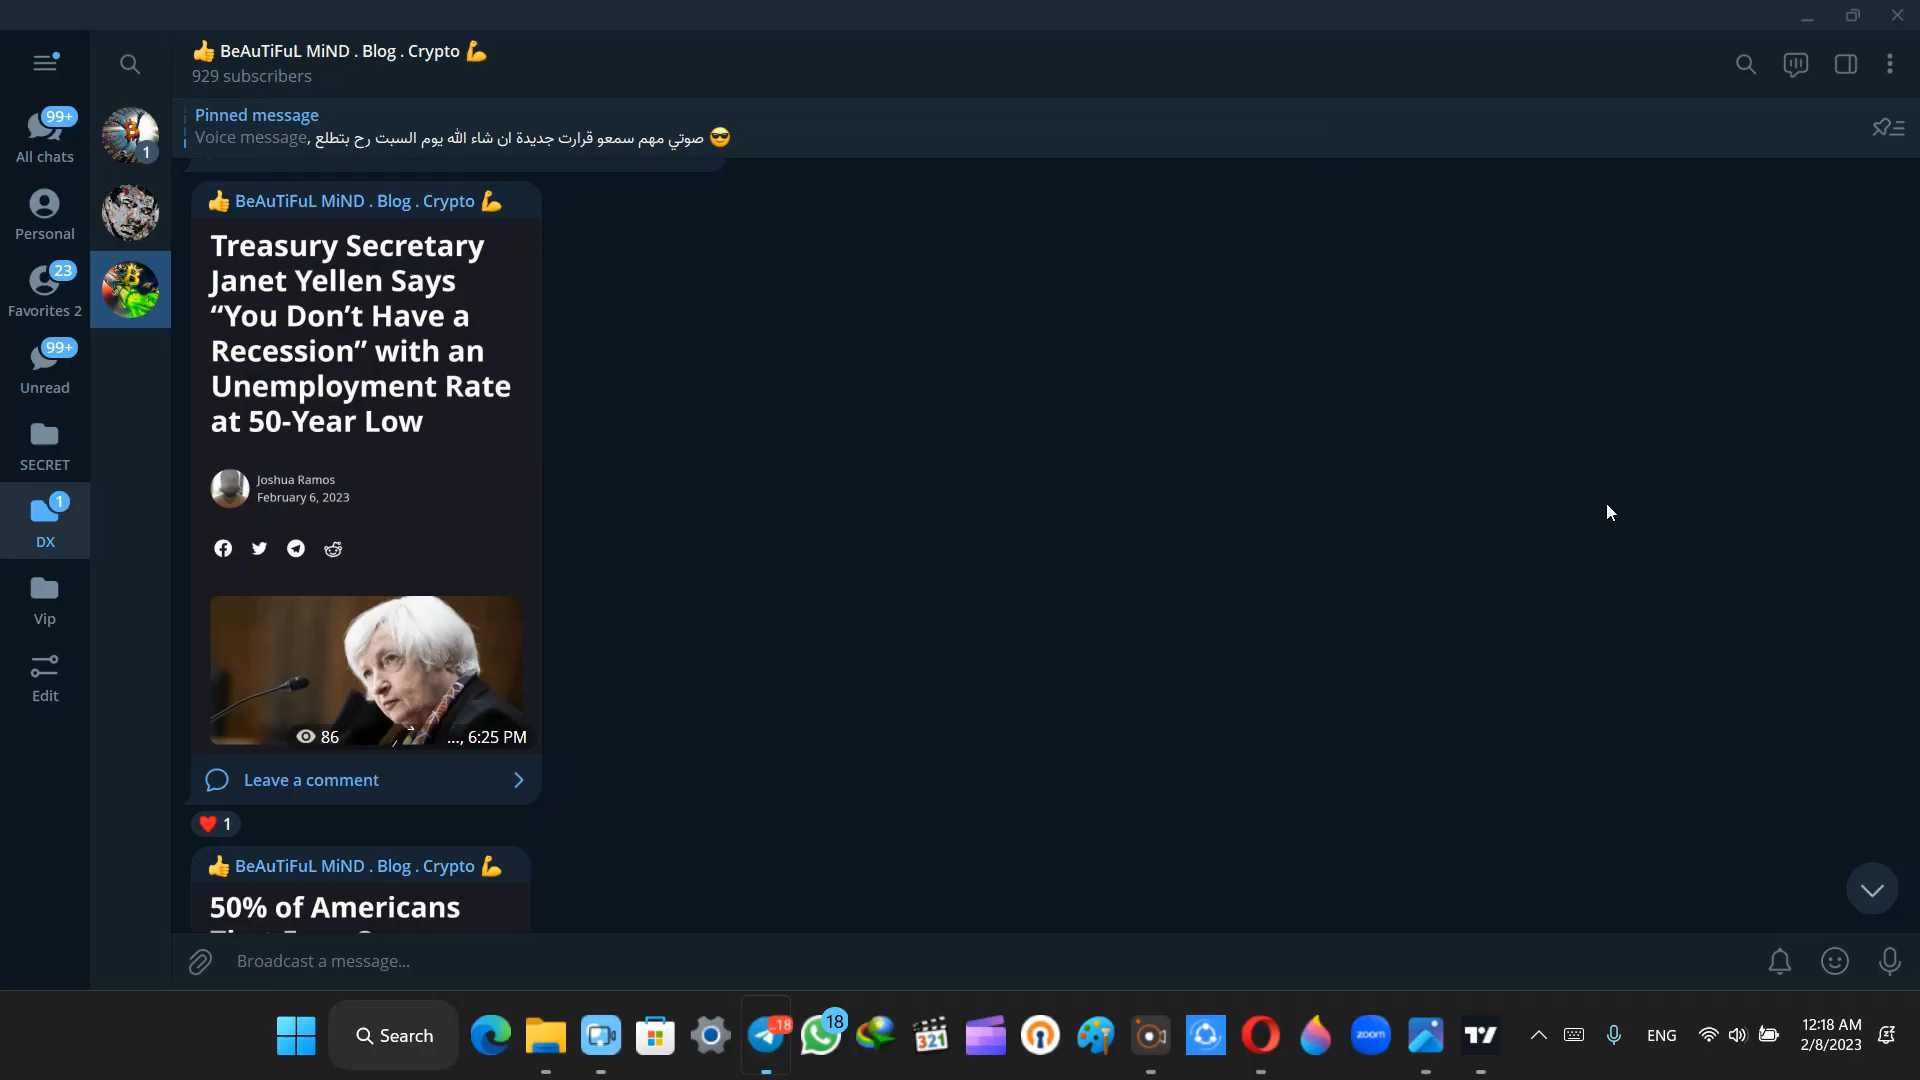 👍 BeAuTiFuL MiND . Blog . Crypto 💪
929 subscribers
Pinned message
Voice message, صوتي مهم سمعو قرارت جديدة ان شاء الله يوم السبت رح بتطلع 😎
99+
All chats
Personal
23
Favorites 2
99+
Unread
SECRET
1
DX
Vip
Edit
1
👍 BeAuTiFuL MiND . Blog . Crypto 💪
Treasury Secretary
Janet Yellen Says
“You Don’t Have a
Recession” with an
Unemployment Rate
at 50-Year Low
Joshua Ramos
February 6, 2023
86
..., 6:25 PM
Leave a comment
❤️ 1
👍 BeAuTiFuL MiND . Blog . Crypto 💪
50% of Americans
Broadcast a message...
Search
..18
18
321
zoom
ENG
12:18 AM
2/8/2023